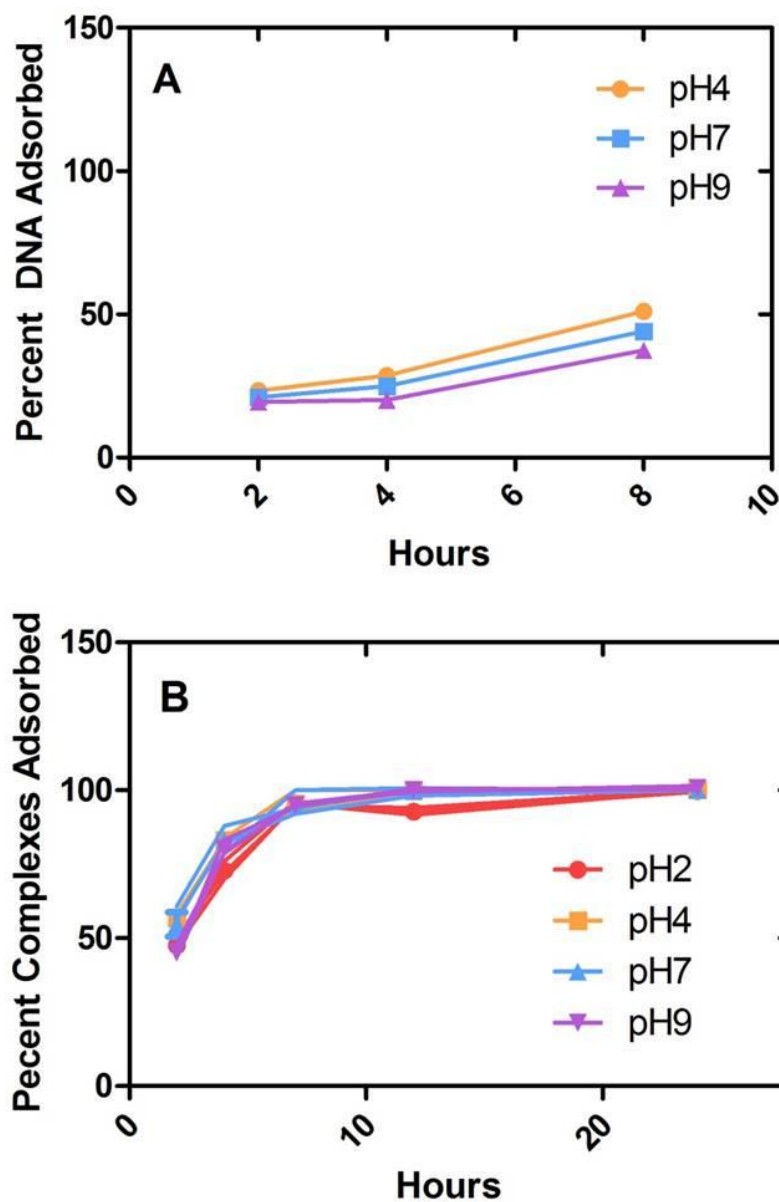 A
pH4
pH7
pH9
Percent DNA Adsorbed
150
100
50
0
0
2
4
6
8
10
Hours
B
pH2
pH4
pH7
pH9
Pecent Complexes Adsorbed
150
100
50
0
0
10
20
Hours